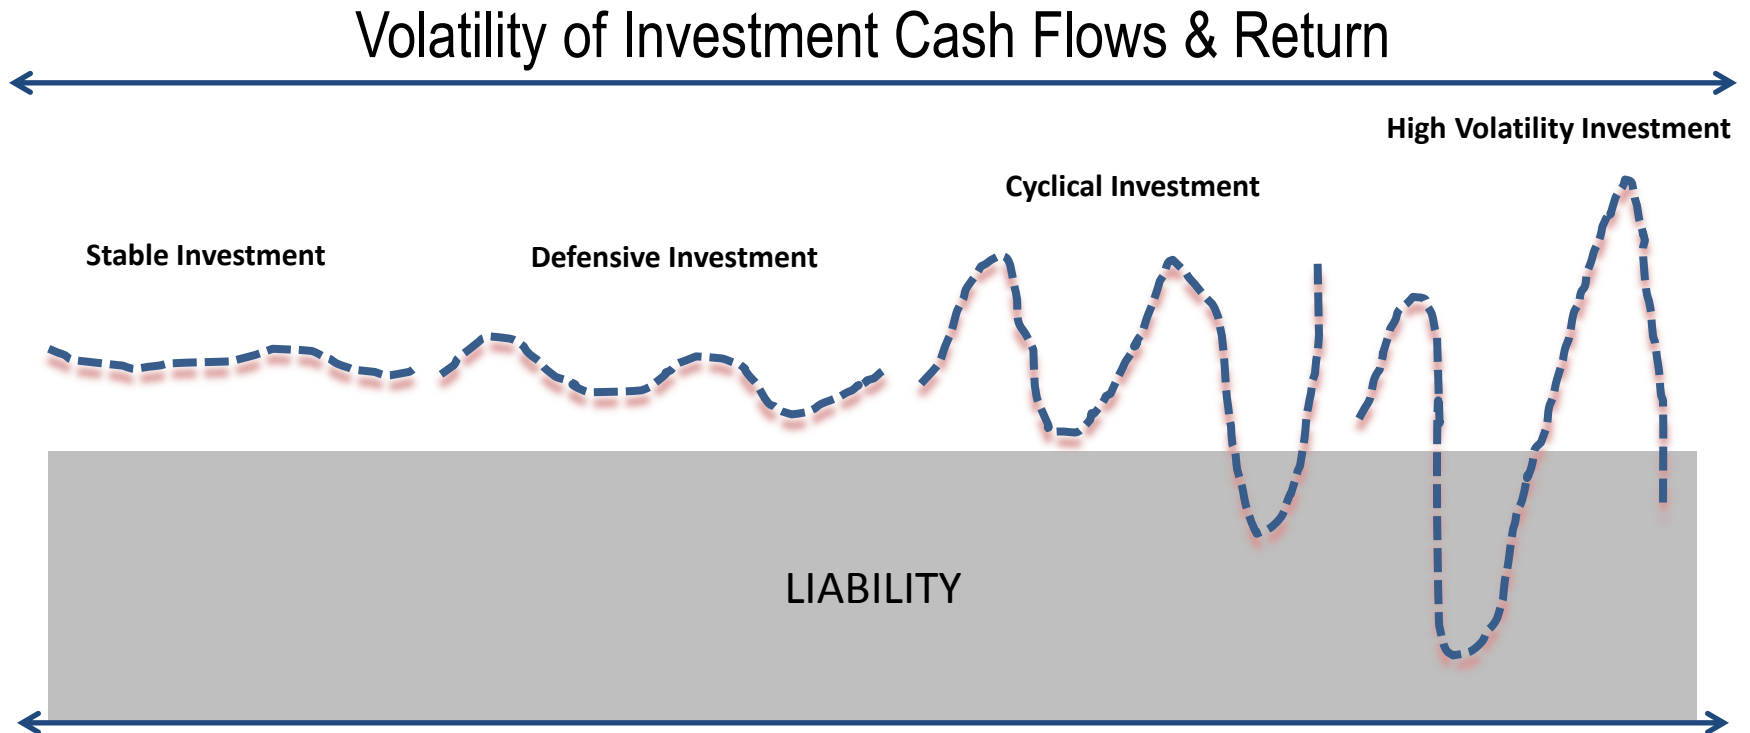 Volatility of Investment Cash Flows & Return
High Volatility Investment
Cyclical Investment
Stable Investment
Defensive Investment
LIABILITY